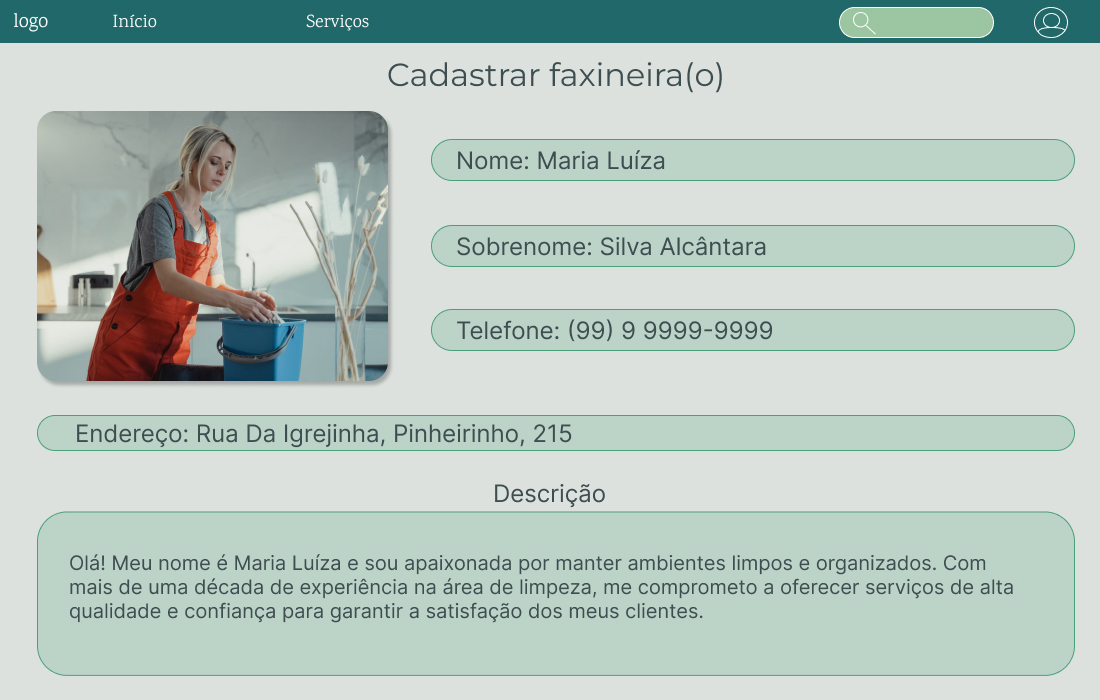 logo
Início
Serviços
Cadastrar faxineira(o)
Nome: Maria Luíza
Sobrenome: Silva Alcântara
Telefone: (99) 9 9999-9999
Endereço: Rua Da Igrejinha, Pinheirinho, 215
Descrição
Olá! Meu nome é Maria Luíza e sou apaixonada por manter ambientes limpos e organizados. Com
mais de uma década de experiência na área de limpeza, me comprometo a oferecer serviços de alta
qualidade e confiança para garantir a satisfação dos meus clientes.